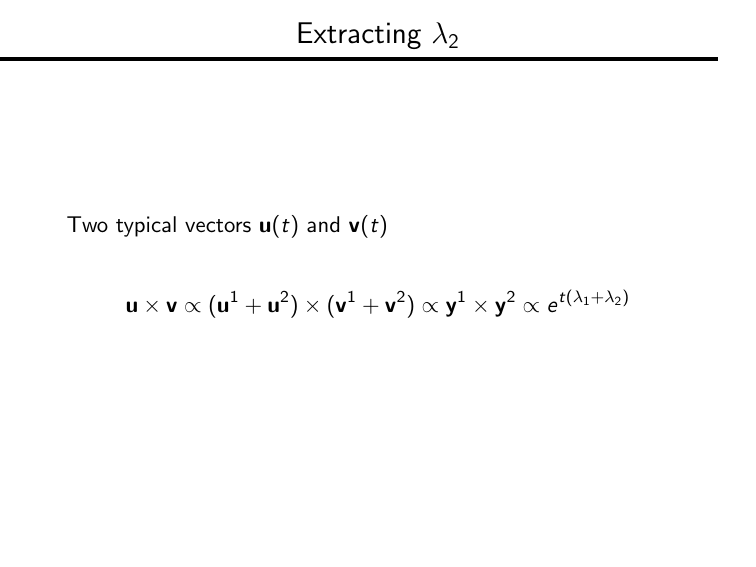 Extracting λ₂
Two typical vectors u(t) and v(t)
u × v ∝ (u¹ + u²) × (v¹ + v²) ∝ y¹ × y² ∝ e^{t(λ₁+λ₂)}